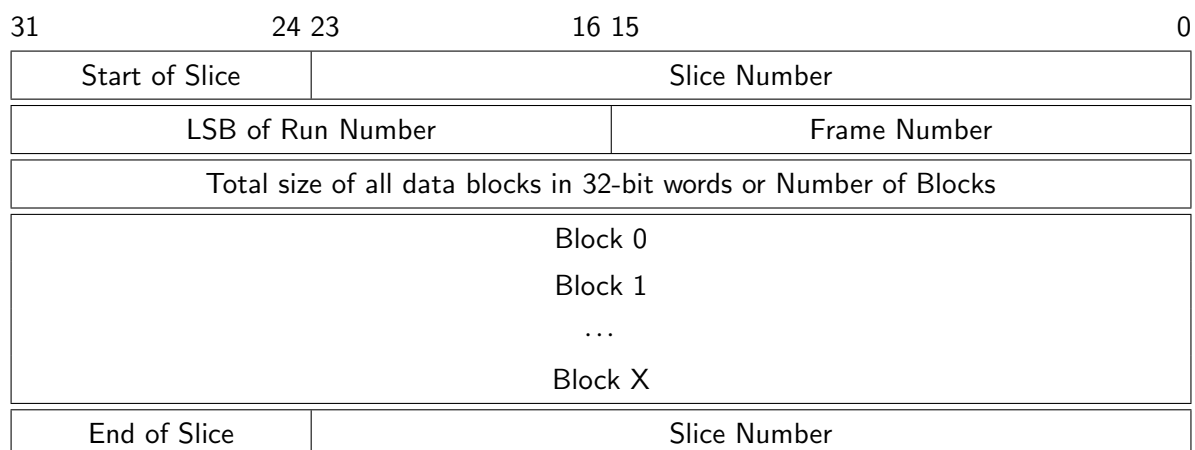 31 24 23 16 15 0
Start of Slice Slice Number
LSB of Run Number Frame Number
Total size of all data blocks in 32-bit words or Number of Blocks
Block 0
Block 1
...
Block X
End of Slice Slice Number